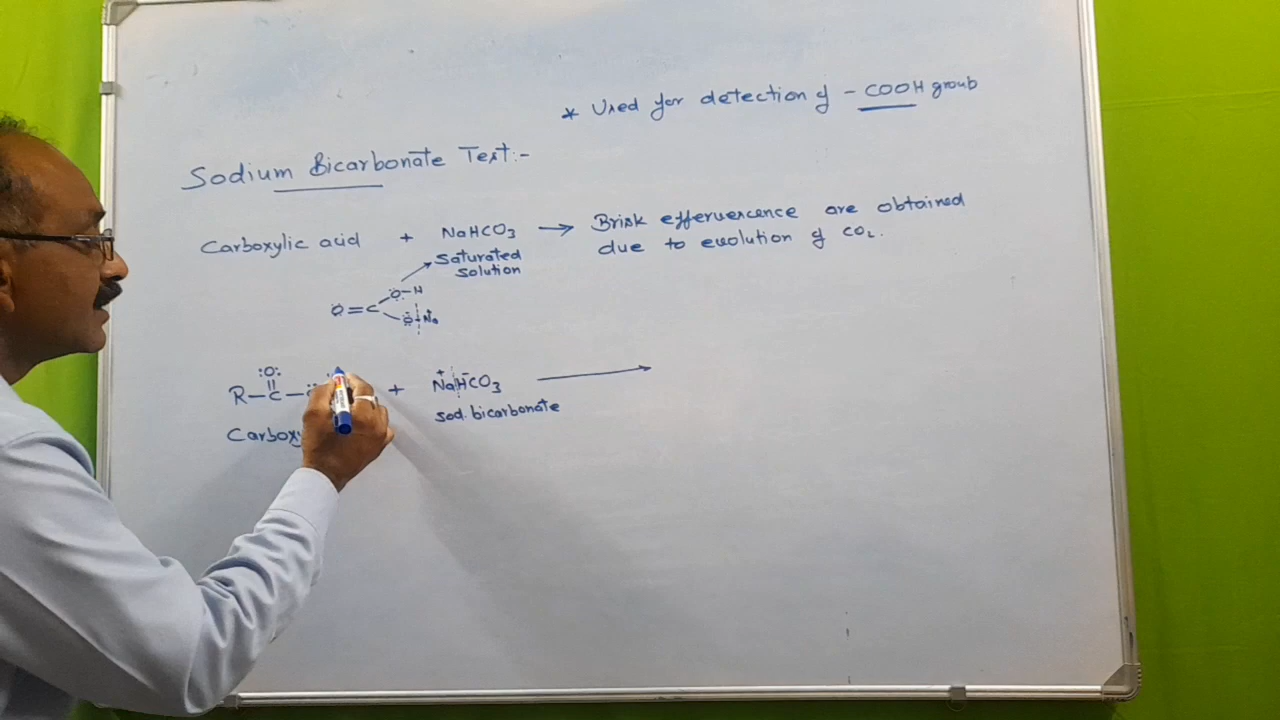 * Used for detection of - COOH group
Sodium Bicarbonate Test:-
Carboxylic acid + NaHCO3 → Brisk effervescence are obtained
due to evolution of CO2.
saturated
solution
O=C
O-H
O Na
:O:
R-C- + NaHCO3 →
sod. bicarbonate